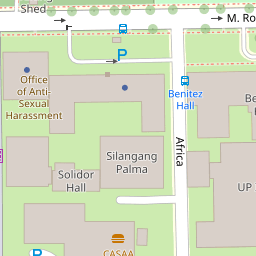 Shed
M. Ro
P
Office
of Anti-
Sexual
Harassment
Benitez
Hall
Be
H
Africa
Silangang
Palma
Solidor
Hall
UP
CASAA
P